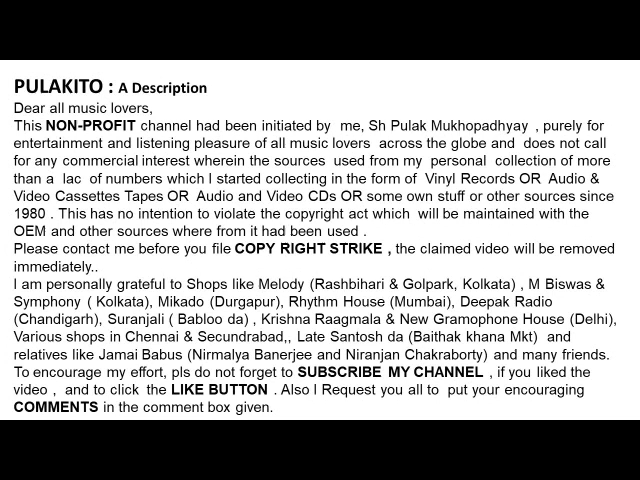 PULAKITO : A Description
Dear all music lovers,
This NON-PROFIT channel had been initiated by me, Sh Pulak Mukhopadhyay , purely for
entertainment and listening pleasure of all music lovers across the globe and does not call
for any commercial interest wherein the sources used from my personal collection of more
than a lac of numbers which I started collecting in the form of Vinyl Records OR Audio &
Video Cassettes Tapes OR Audio and Video CDs OR some own stuff or other sources since
1980 . This has no intention to violate the copyright act which will be maintained with the
OEM and other sources where from it had been used .
Please contact me before you file COPY RIGHT STRIKE , the claimed video will be removed
immediately..
I am personally grateful to Shops like Melody (Rashbihari & Golpark, Kolkata) , M Biswas &
Symphony ( Kolkata), Mikado (Durgapur), Rhythm House (Mumbai), Deepak Radio
(Chandigarh), Suranjali ( Babloo da) , Krishna Raagmala & New Gramophone House (Delhi),
Various shops in Chennai & Secundrabad,, Late Santosh da (Baithak khana Mkt) and
relatives like Jamai Babus (Nirmalya Banerjee and Niranjan Chakraborty) and many friends.
To encourage my effort, pls do not forget to SUBSCRIBE MY CHANNEL , if you liked the
video , and to click the LIKE BUTTON . Also I Request you all to put your encouraging
COMMENTS in the comment box given.